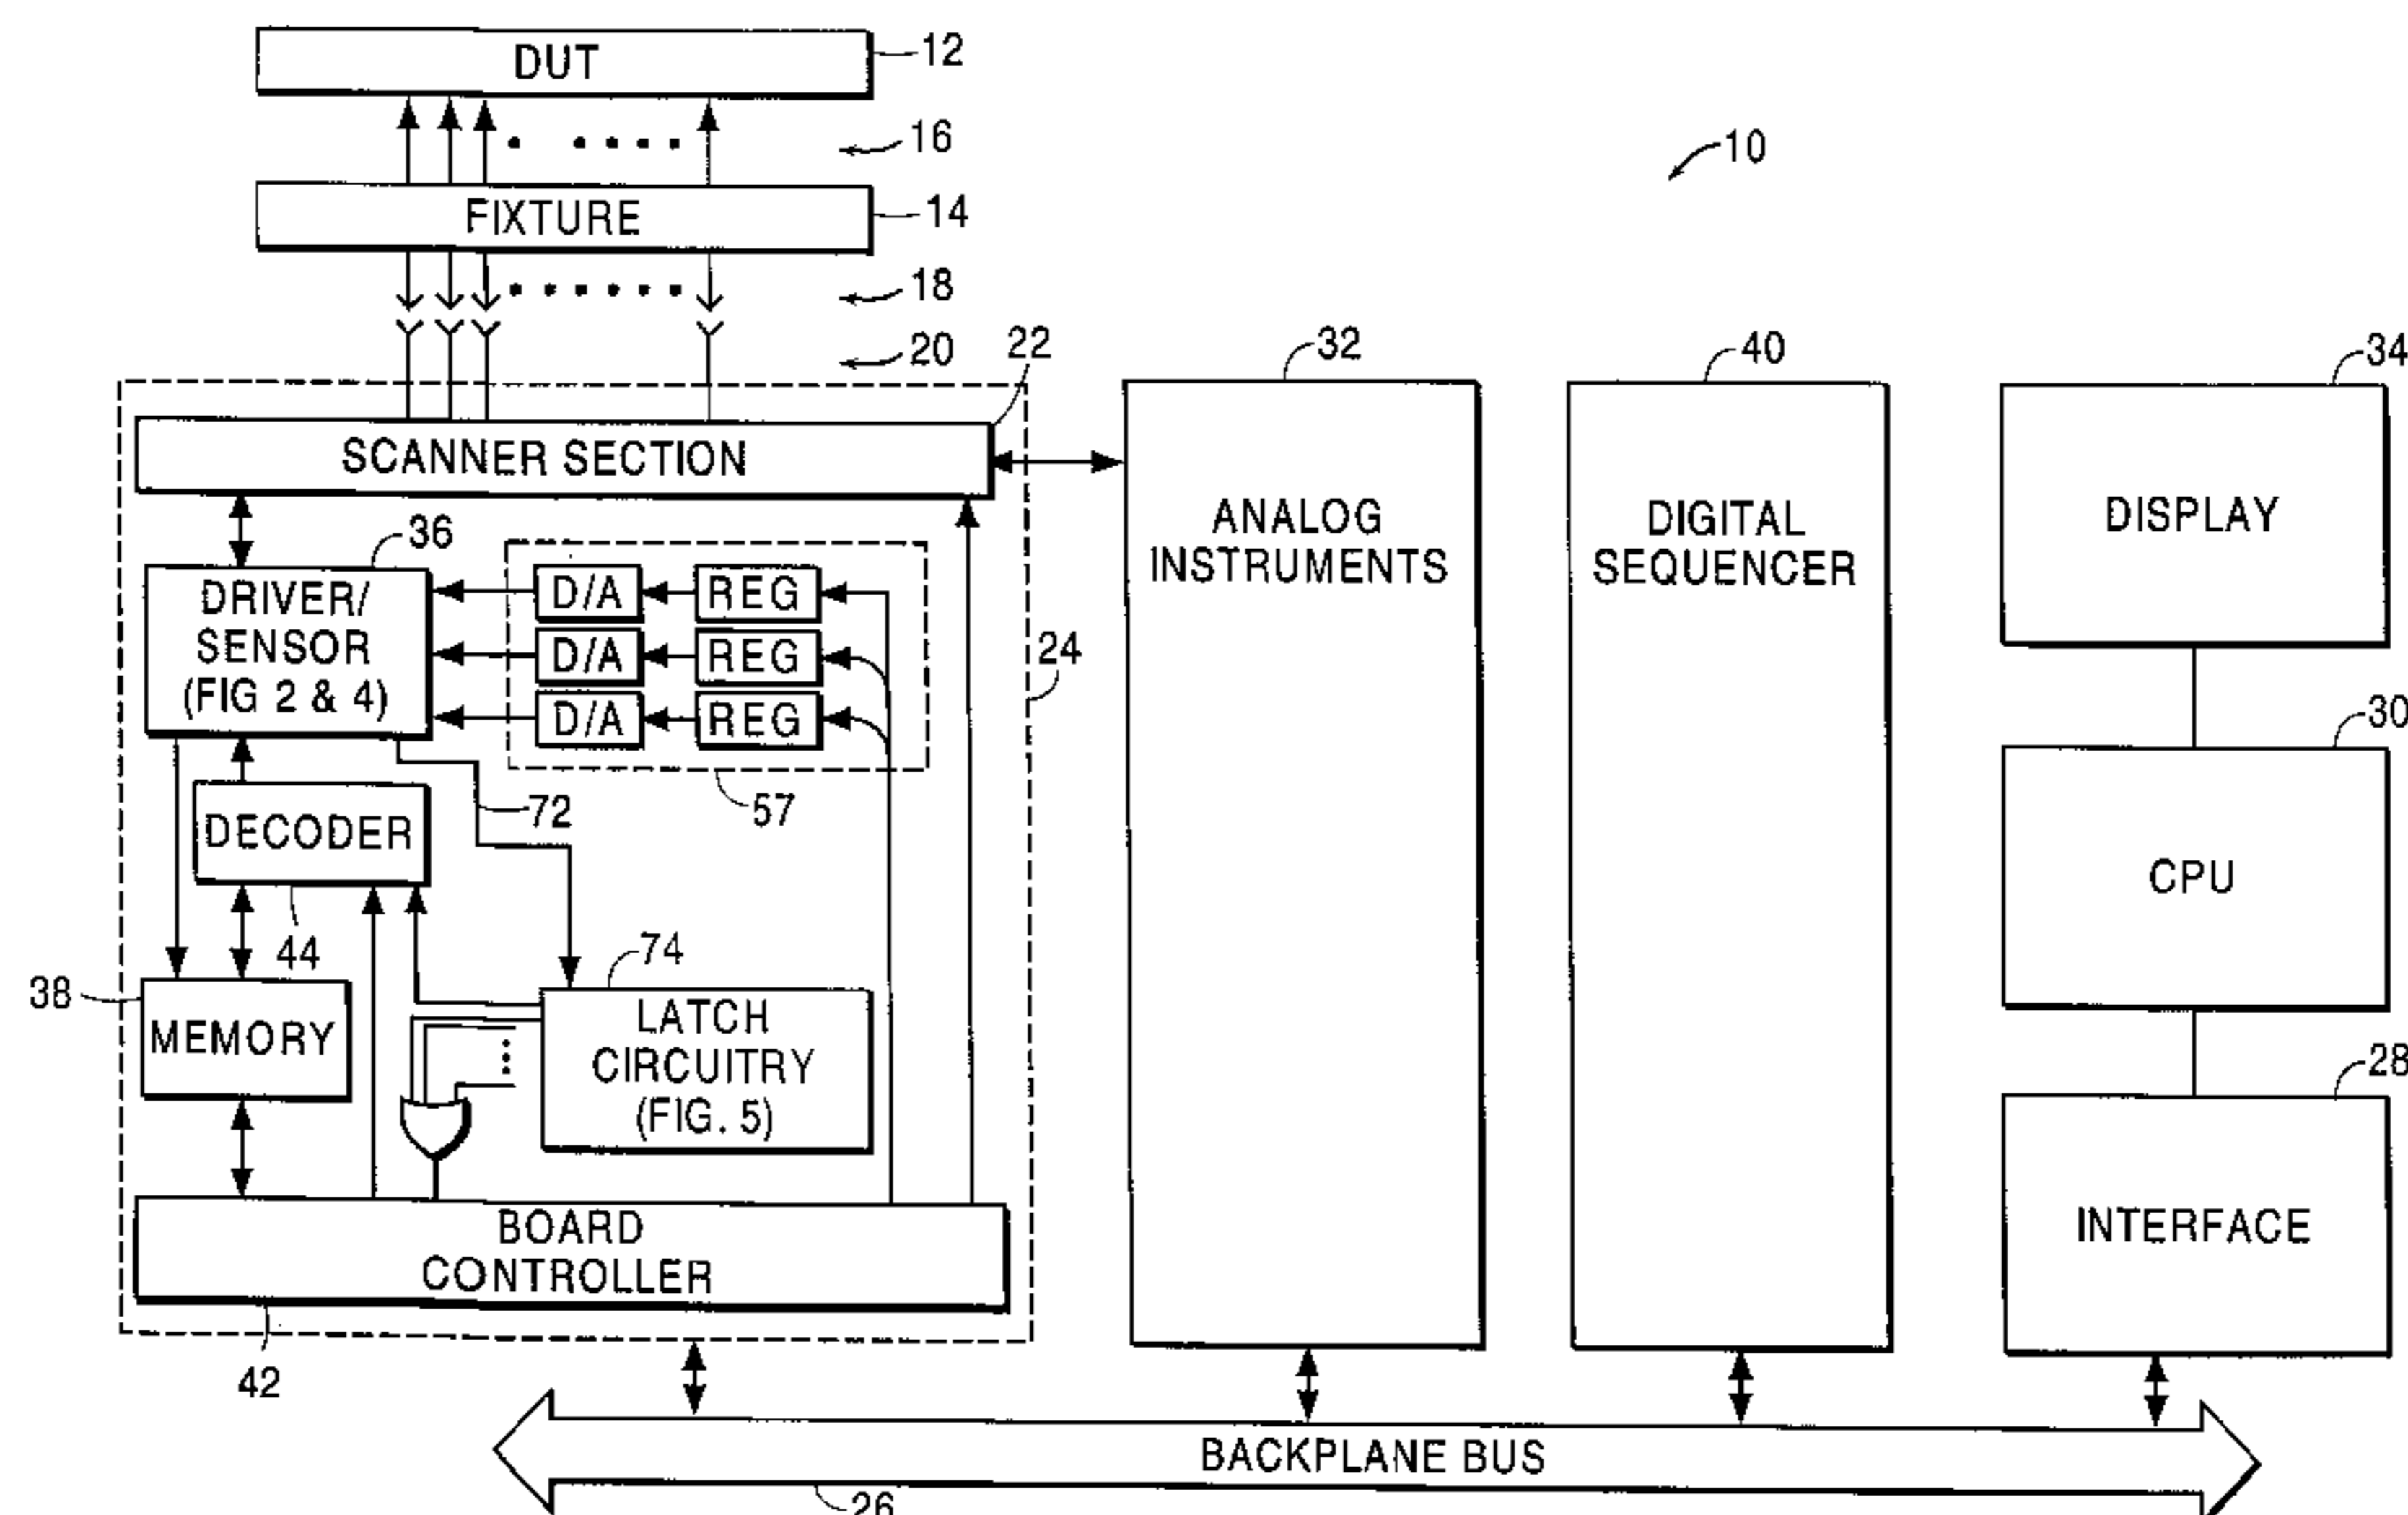 DUT
12
16
10
FIXTURE
14
18
20
22
32
40
34
SCANNER SECTION
ANALOG
INSTRUMENTS
DIGITAL
SEQUENCER
DISPLAY
36
DRIVER/
SENSOR
(FIG 2 & 4)
D/A
REG
D/A
REG
D/A
REG
24
30
57
72
DECODER
CPU
44
74
38
MEMORY
LATCH
CIRCUITRY
(FIG. 5)
28
BOARD
CONTROLLER
INTERFACE
42
BACKPLANE BUS
26